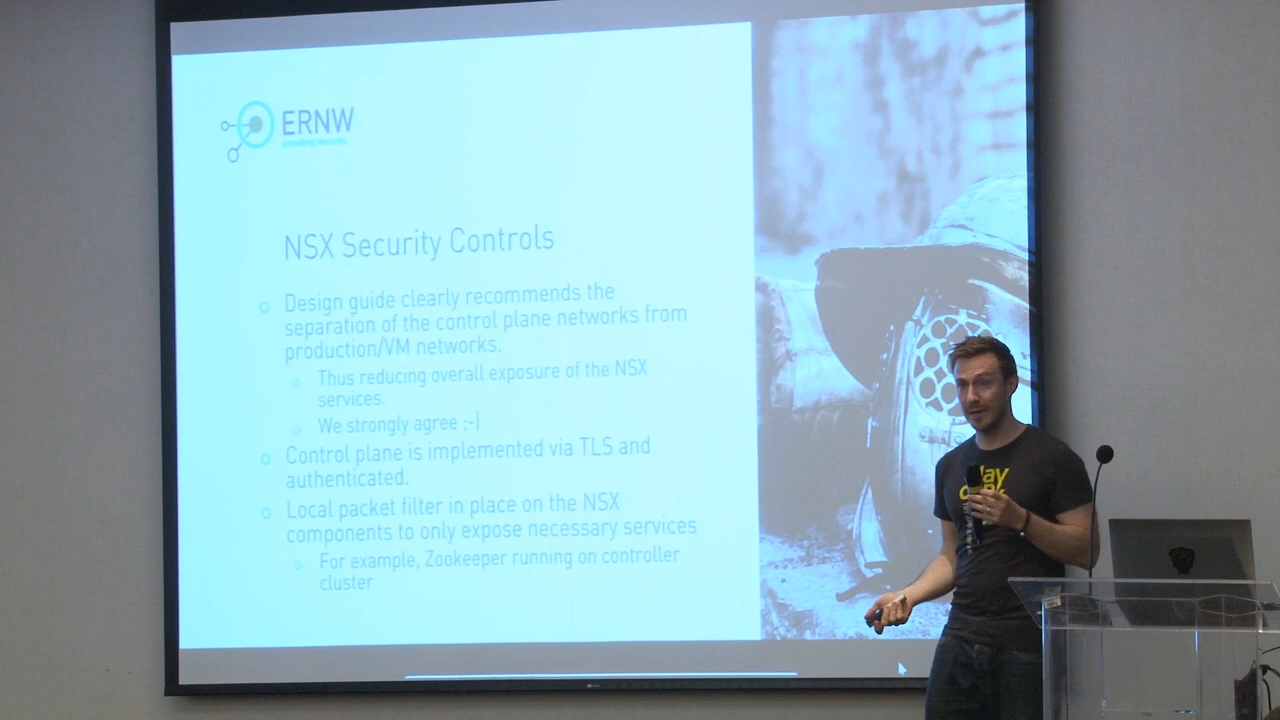 ERNW
providing security.
NSX Security Controls
Design guide clearly recommends the
separation of the control plane networks from
production/VM networks.
Thus reducing overall exposure of the NSX
services.
We strongly agree ;-)
Control plane is implemented via TLS and
authenticated.
Local packet filter in place on the NSX
components to only expose necessary services
For example, Zookeeper running on controller
cluster